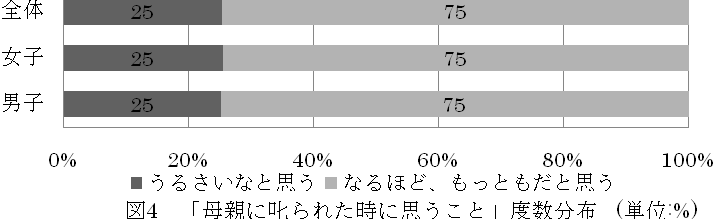 全体 25 75
女子 25 75
男子 25 75
0% 20% 40% 60% 80% 100%
■うるさいなと思う ■なるほど、もっともだと思う
図4 「母親に叱られた時に思うこと」度数分布 (単位:%)